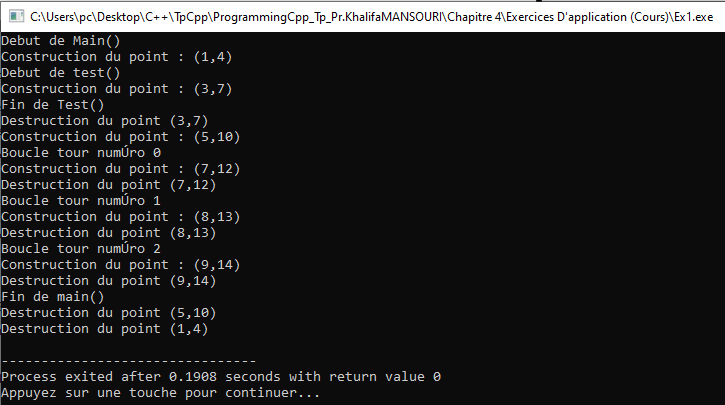 C:\Users\pc\Desktop\C++\TpCpp\ProgrammingCpp_Tp_Pr.KhalifaMANSOURI\Chapitre 4\Exercices D'application (Cours)\Ex1.exe
Debut de Main()
Construction du point : (1,4)
Debut de test()
Construction du point : (3,7)
Fin de Test()
Destruction du point (3,7)
Construction du point : (5,10)
Boucle tour numÚro 0
Construction du point : (7,12)
Destruction du point (7,12)
Boucle tour numÚro 1
Construction du point : (8,13)
Destruction du point (8,13)
Boucle tour numÚro 2
Construction du point : (9,14)
Destruction du point (9,14)
Fin de main()
Destruction du point (5,10)
Destruction du point (1,4)
--------------------------------
Process exited after 0.1908 seconds with return value 0
Appuyez sur une touche pour continuer...